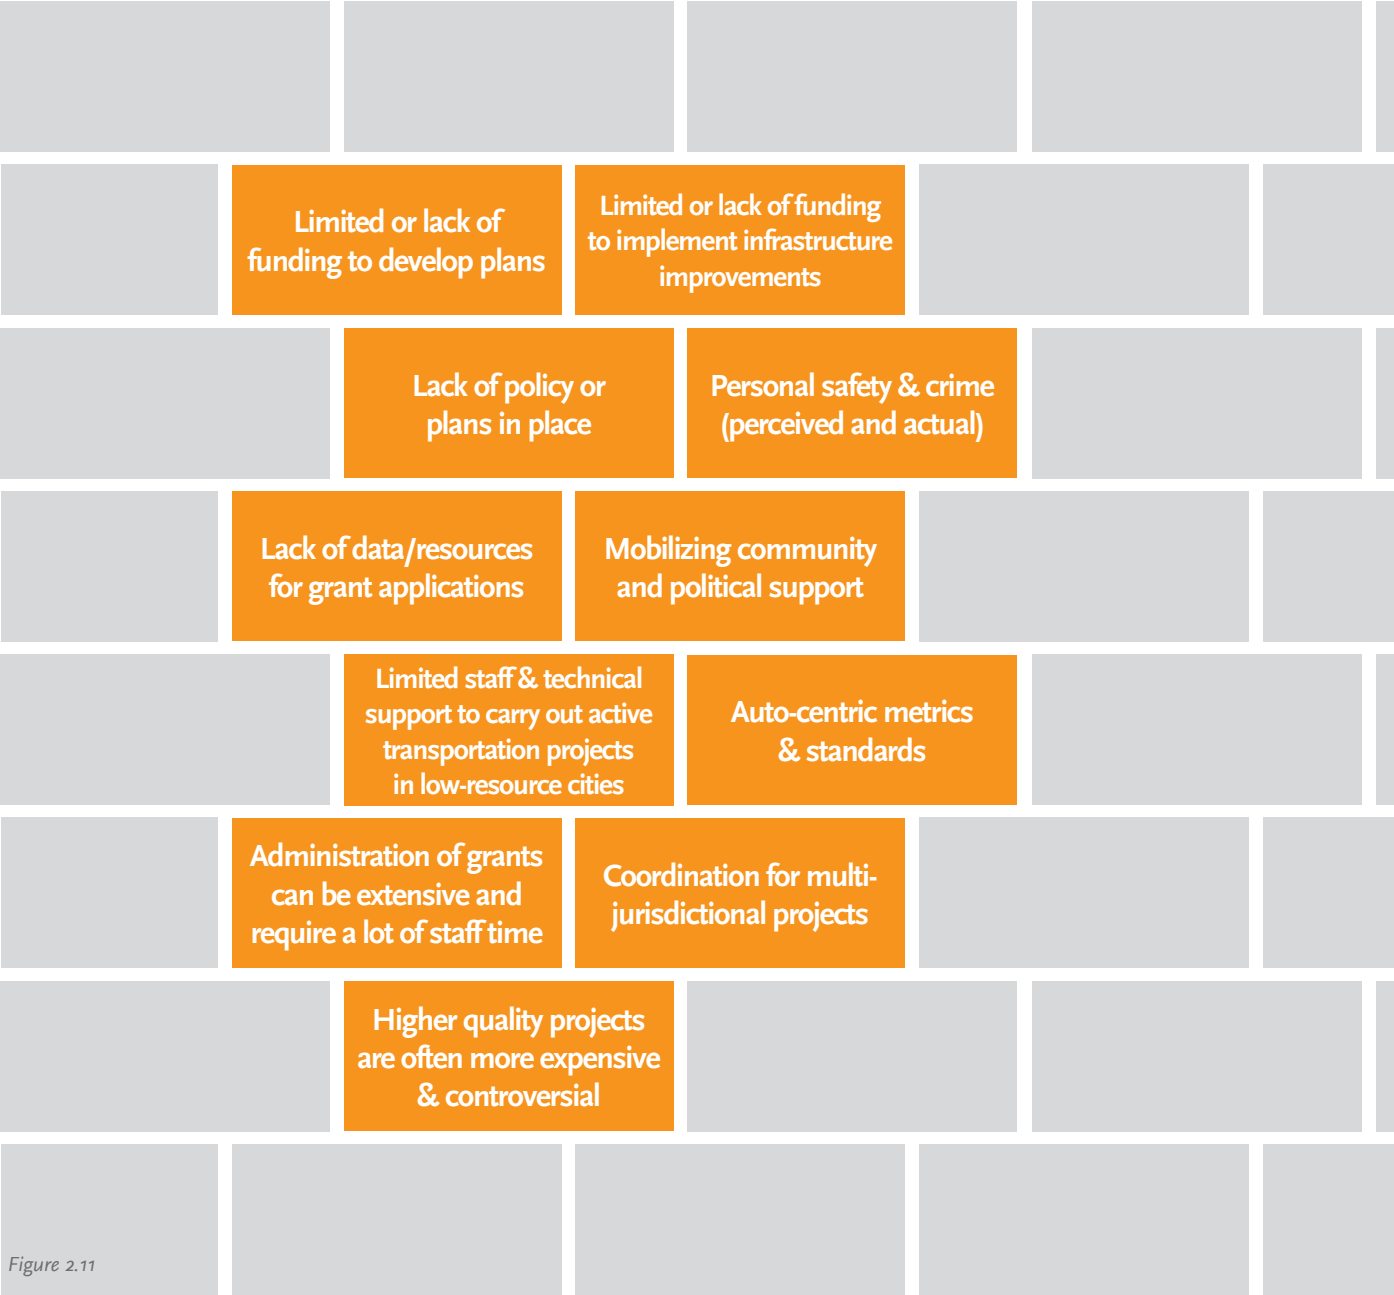 Limited or lack of
funding to develop plans
Limited or lack of funding
to implement infrastructure
improvements
Lack of policy or
plans in place
Personal safety & crime
(perceived and actual)
Lack of data/resources
for grant applications
Mobilizing community
and political support
Limited staff & technical
support to carry out active
transportation projects
in low-resource cities
Auto-centric metrics
& standards
Administration of grants
can be extensive and
require a lot of staff time
Coordination for multi-
jurisdictional projects
Higher quality projects
are often more expensive
& controversial
Figure 2.11